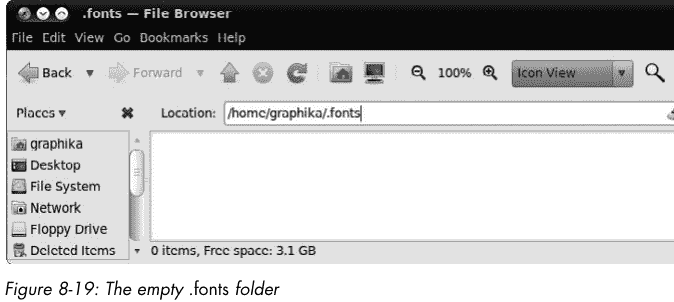 .fonts — File Browser
File Edit View Go Bookmarks Help
Back Forward 100% Icon View
Places Location: /home/graphika/.fonts
graphika
Desktop
File System
Network
Floppy Drive
Deleted Items 0 items, Free space: 3.1 GB
Figure 8-19: The empty .fonts folder